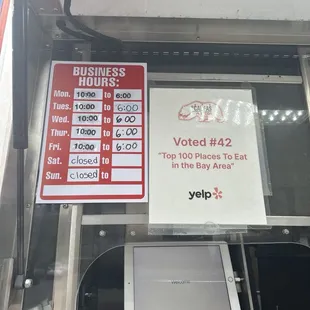 BUSINESS
HOURS:
Mon. 10:00 to 6:00
Tues. 10:00 to 6:00
Wed. 10:00 to 6:00
Thur. 10:00 to 6:00
Fri. 10:00 to 6:00
Sat. closed to
Sun. closed to
Voted #42
"Top 100 Places To Eat
in the Bay Area"
yelp